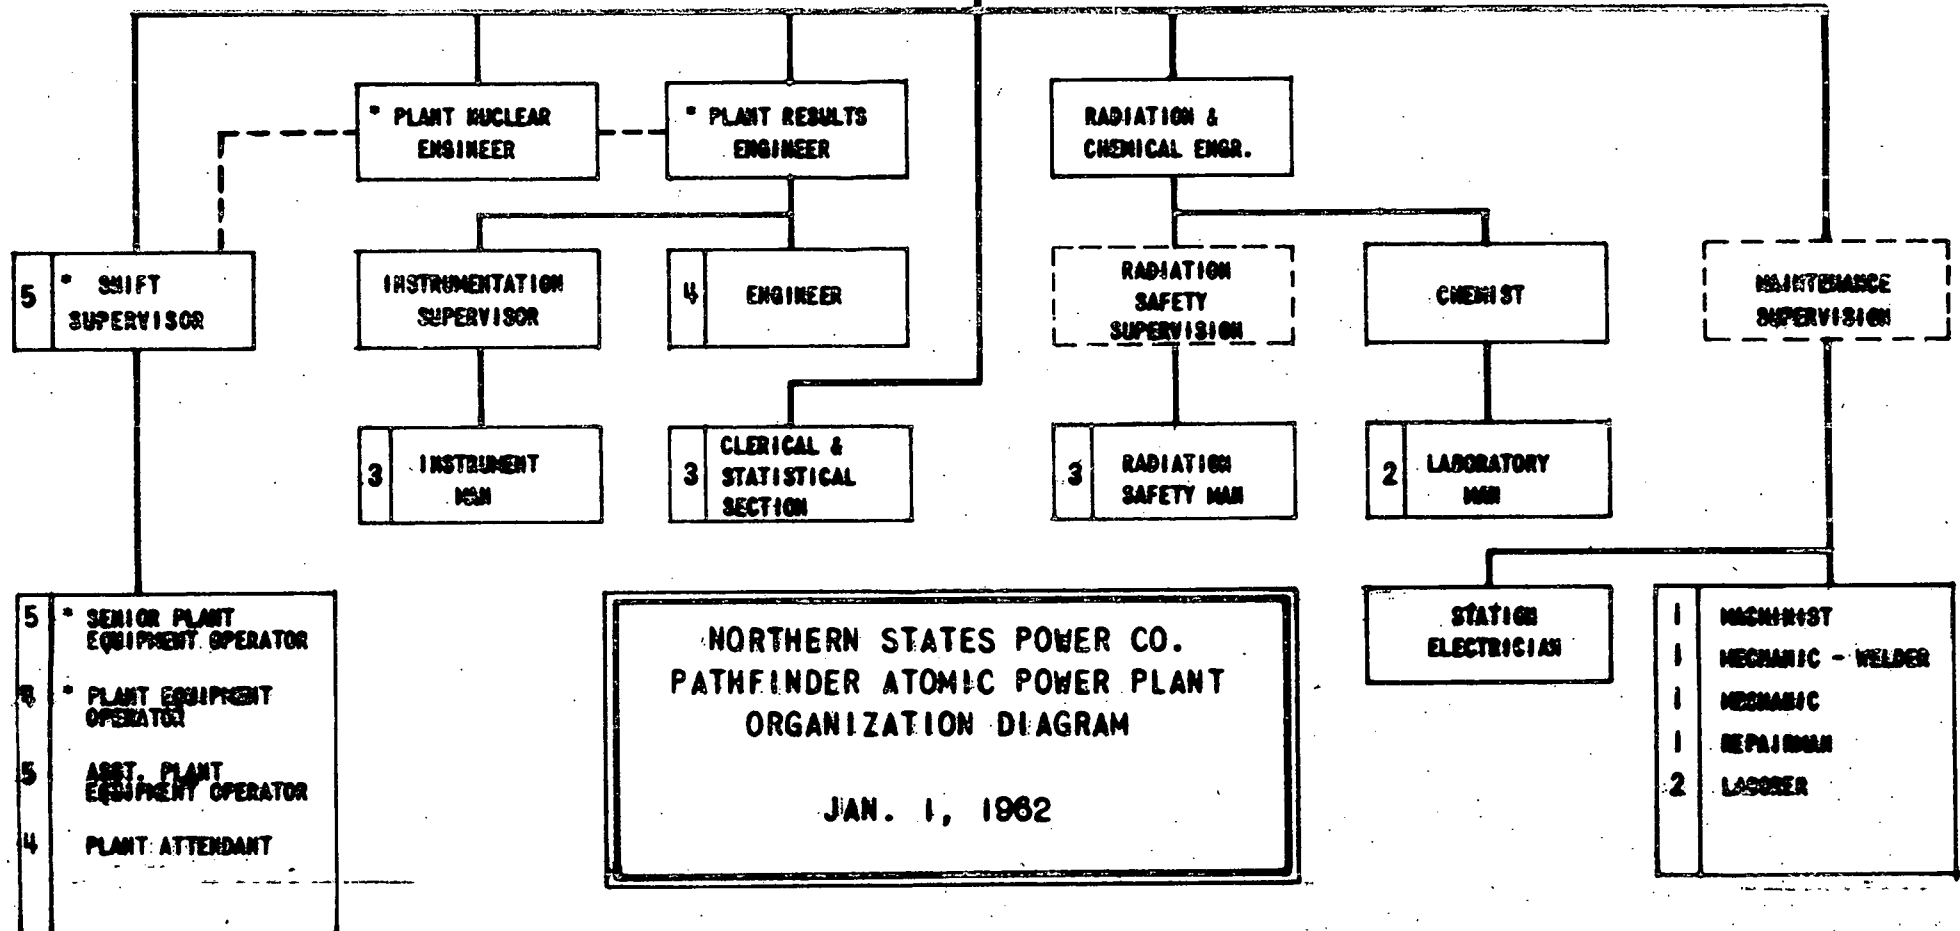 * PLANT NUCLEAR
ENGINEER
* PLANT RESULTS
ENGINEER
RADIATION &
CHEMICAL ENGR.
5
* SHIFT
SUPERVISOR
INSTRUMENTATION
SUPERVISOR
4
ENGINEER
RADIATION
SAFETY
SUPERVISION
CHEMIST
MAINTENANCE
SUPERVISION
3
INSTRUMENT
MAN
3
CLERICAL &
STATISTICAL
SECTION
3
RADIATION
SAFETY MAN
2
LABORATORY
MAN
5 * SENIOR PLANT
EQUIPMENT OPERATOR
* PLANT EQUIPMENT
OPERATOR
5 ASST. PLANT
EQUIPMENT OPERATOR
4 PLANT ATTENDANT
NORTHERN STATES POWER CO.
PATHFINDER ATOMIC POWER PLANT
ORGANIZATION DIAGRAM
JAN. 1, 1962
STATION
ELECTRICIAN
1 MACHINIST
1 MECHANIC - WELDER
1 MECHANIC
1 REPAIRMAN
2 LABORER